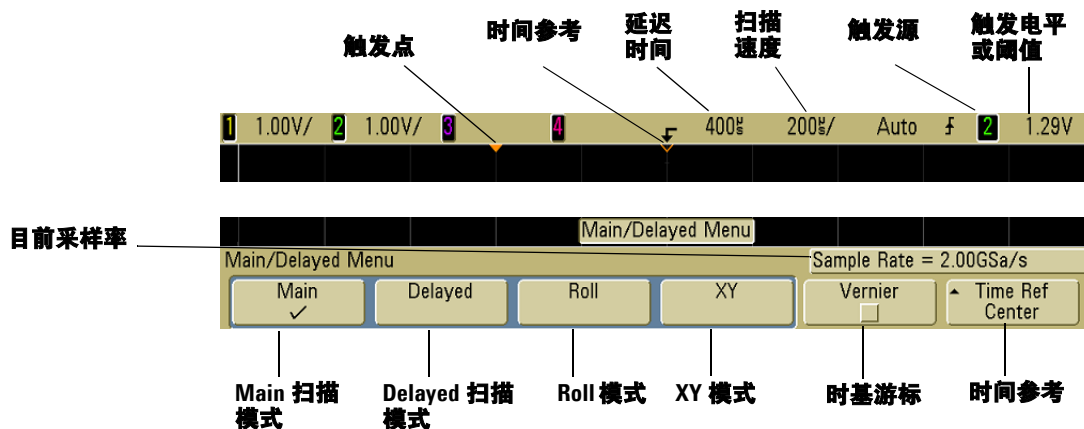 触发点
时间参考
延迟
时间
扫描
速度
触发源
触发电平
或阈值
1 1.00V/ 2 1.00V/ 3 4 400 200 / Auto 2 1.29V
目前采样率
Main/Delayed Menu
Main/Delayed Menu
Sample Rate = 2.00GSa/s
Main
Delayed
Roll
XY
Vernier
Time Ref
Center
Main 扫描
模式
Delayed 扫描
模式
Roll 模式
XY 模式
时基游标
时间参考